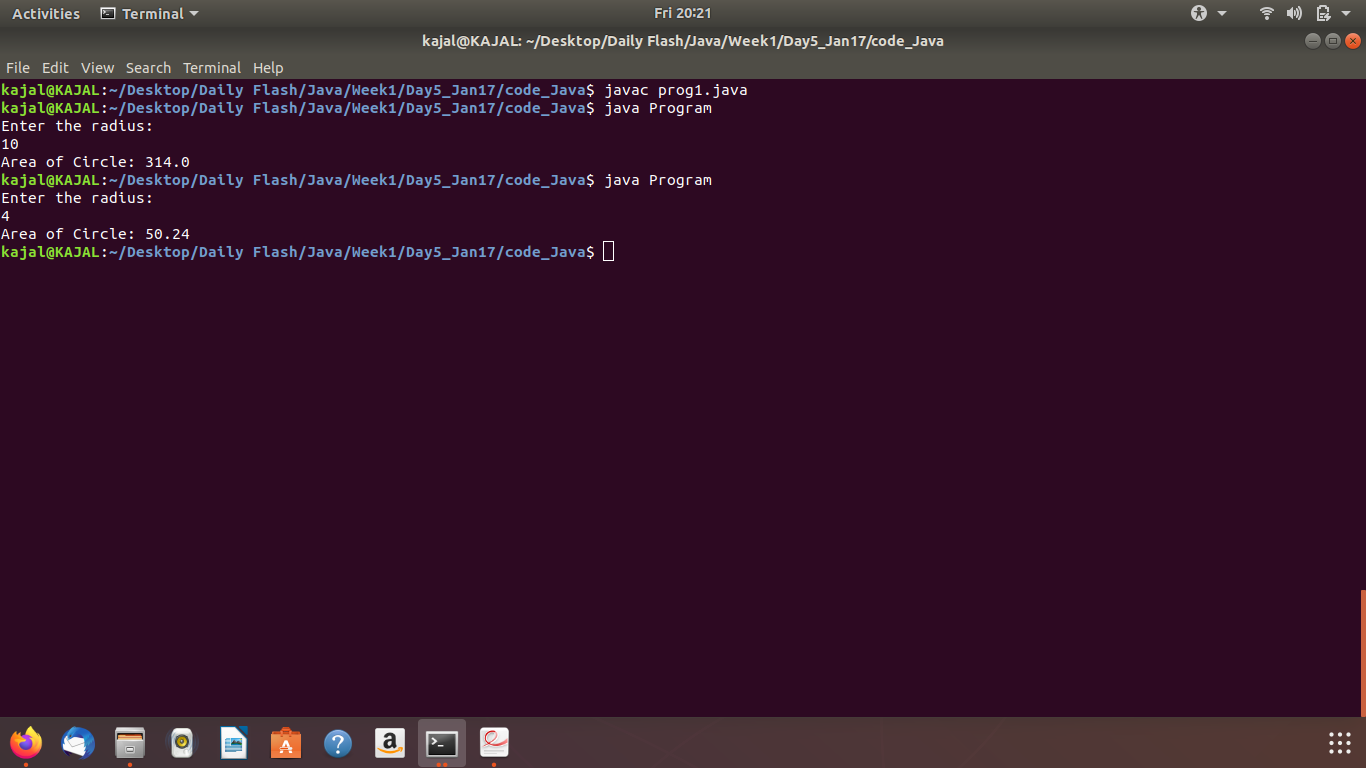 Activities Terminal Fri 20:21
kajal@KAJAL: ~/Desktop/Daily Flash/Java/Week1/Day5_Jan17/code_Java
File Edit View Search Terminal Help
kajal@KAJAL:~/Desktop/Daily Flash/Java/Week1/Day5_Jan17/code_Java$ javac prog1.java
kajal@KAJAL:~/Desktop/Daily Flash/Java/Week1/Day5_Jan17/code_Java$ java Program
Enter the radius:
10
Area of Circle: 314.0
kajal@KAJAL:~/Desktop/Daily Flash/Java/Week1/Day5_Jan17/code_Java$ java Program
Enter the radius:
4
Area of Circle: 50.24
kajal@KAJAL:~/Desktop/Daily Flash/Java/Week1/Day5_Jan17/code_Java$